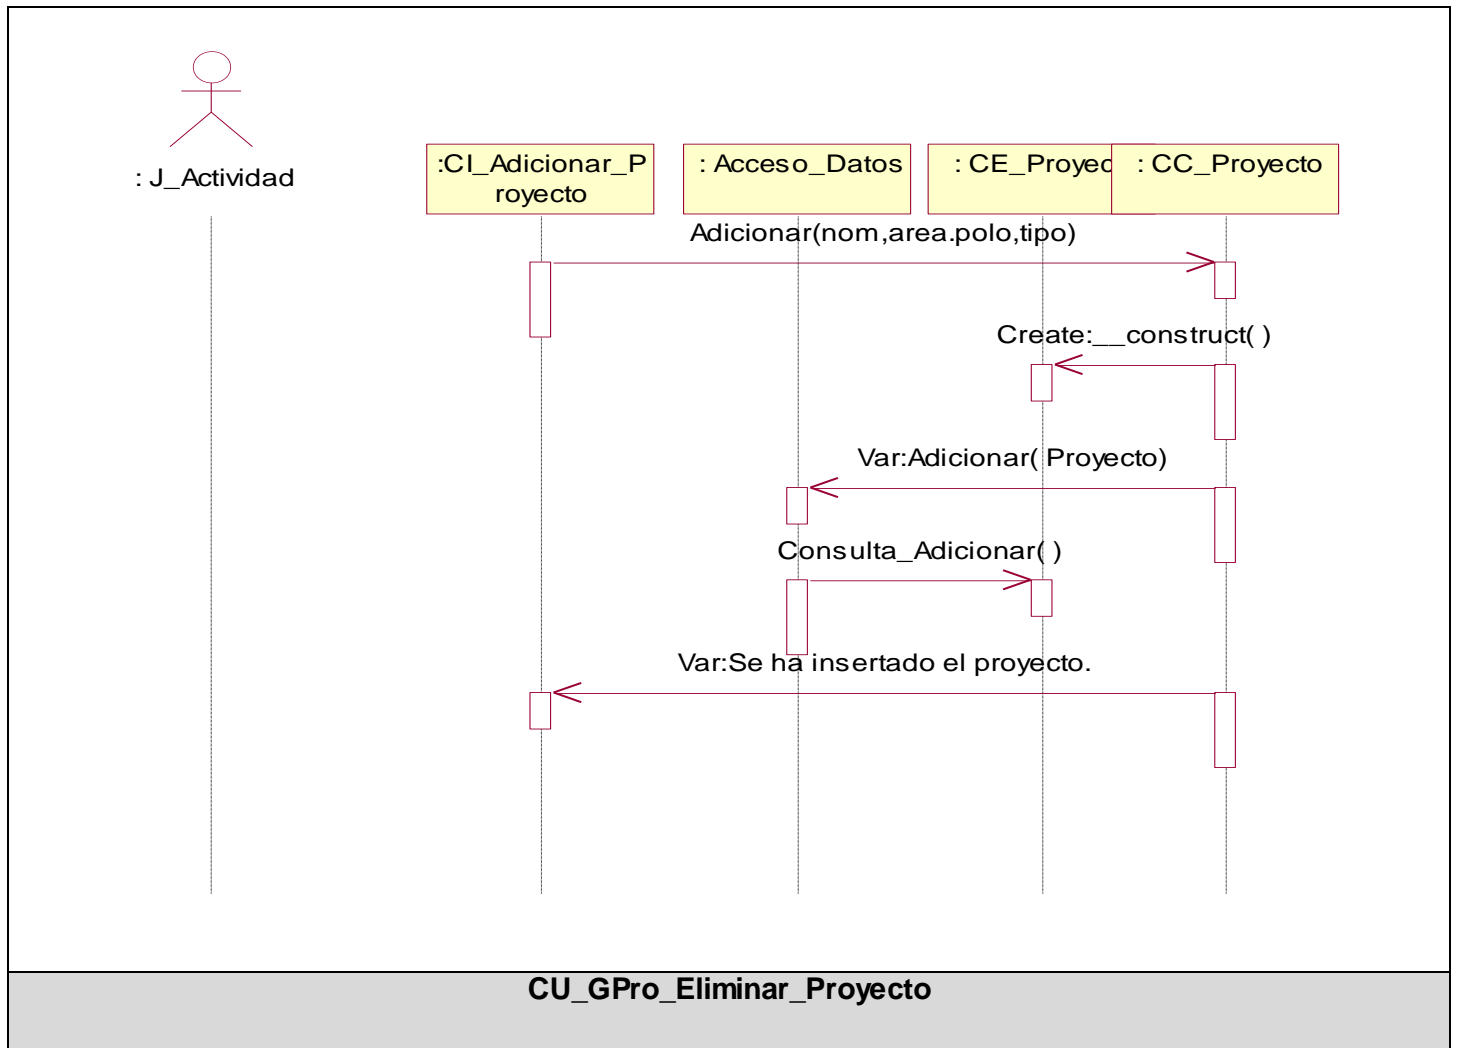 : J_Actividad
:CI_Adicionar_P
royecto
: Acceso_Datos
: CE_Proyec
: CC_Proyecto
Adicionar(nom,area.polo,tipo)
Create:__construct( )
Var:Adicionar( Proyecto)
Consulta_Adicionar( )
Var:Se ha insertado el proyecto.
CU_GPro_Eliminar_Proyecto